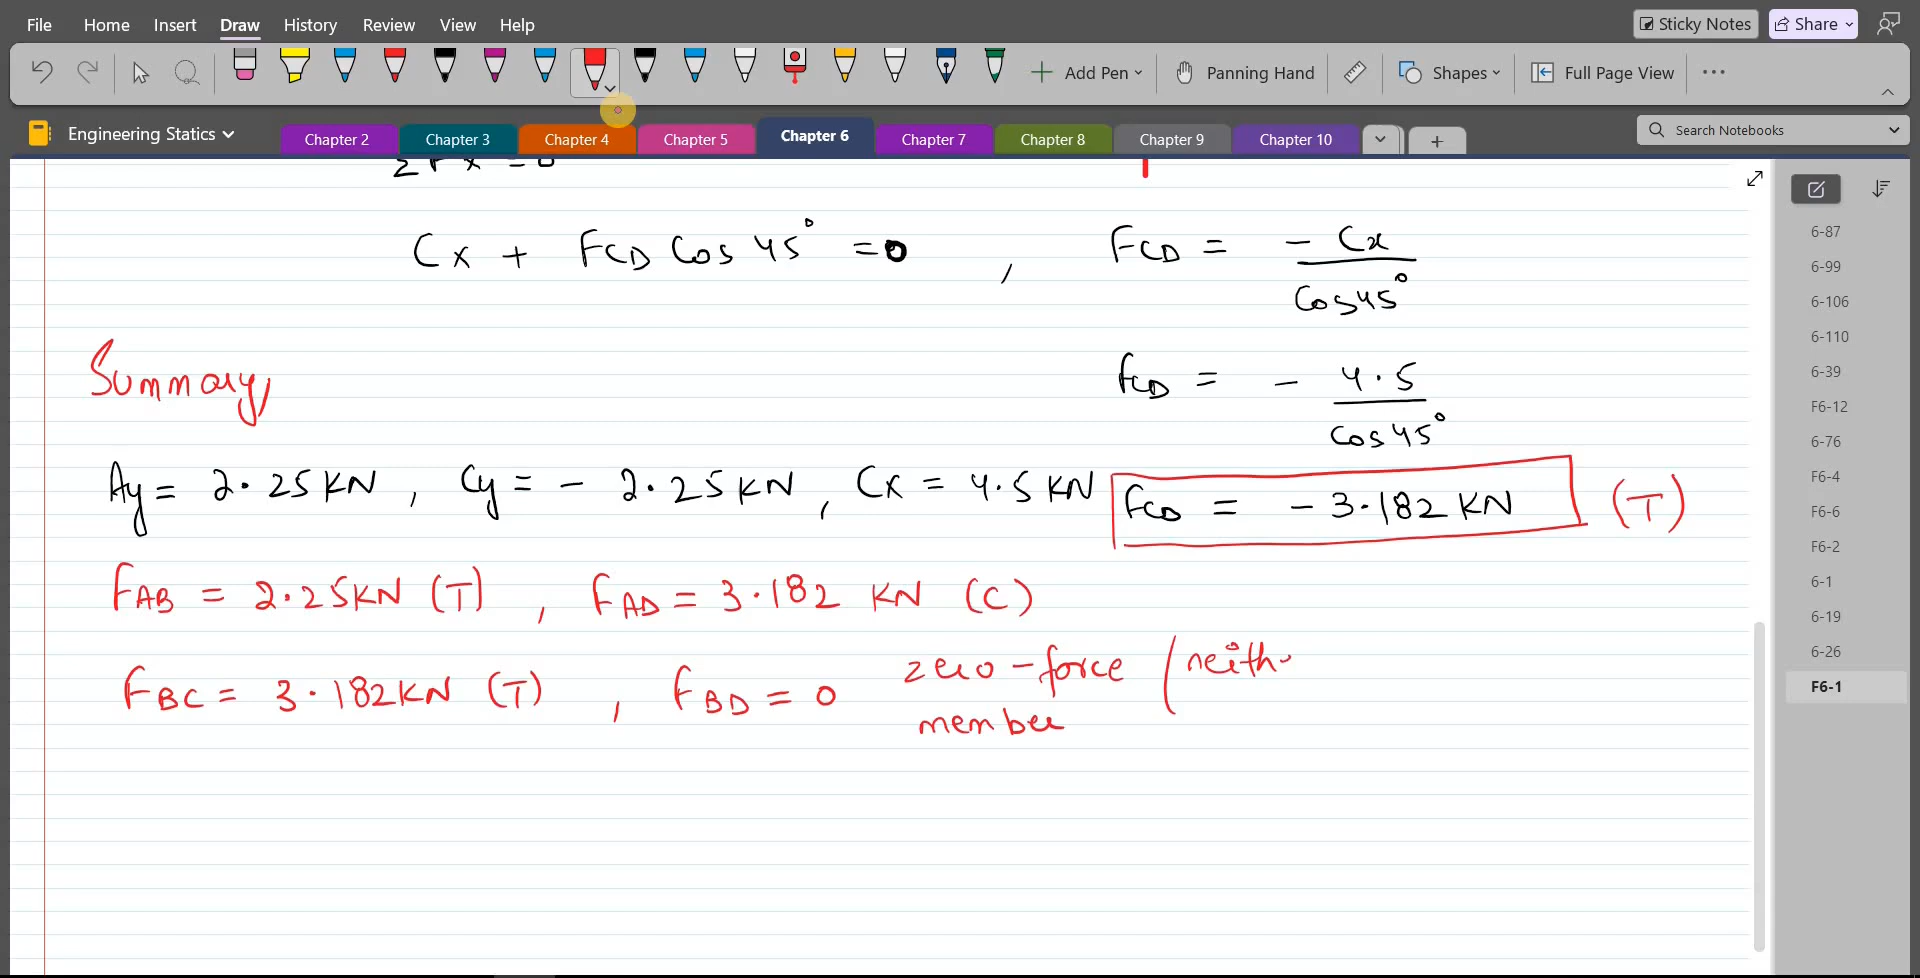 File Home Insert Draw History Review View Help Sticky Notes Share
Add Pen Panning Hand Shapes Full Page View
Engineering Statics Chapter 2 Chapter 3 Chapter 4 Chapter 5 Chapter 6 Chapter 7 Chapter 8 Chapter 9 Chapter 10 + Search Notebooks
ΣFx = 0
Cx + FCD Cos 45° = 0 , FCD = - Cx / Cos45°
Summary,
FCD = - 4.5 / Cos45°
Ay = 2.25 KN , Cy = - 2.25 KN , Cx = 4.5 KN
FCD = - 3.182 KN (T)
FAB = 2.25KN (T) , FAD = 3.182 KN (C)
FBC = 3.182KN (T) , FBD = 0 zero-force member (neith
6-87
6-99
6-106
6-110
6-39
F6-12
6-76
F6-4
F6-6
F6-2
6-1
6-19
6-26
F6-1